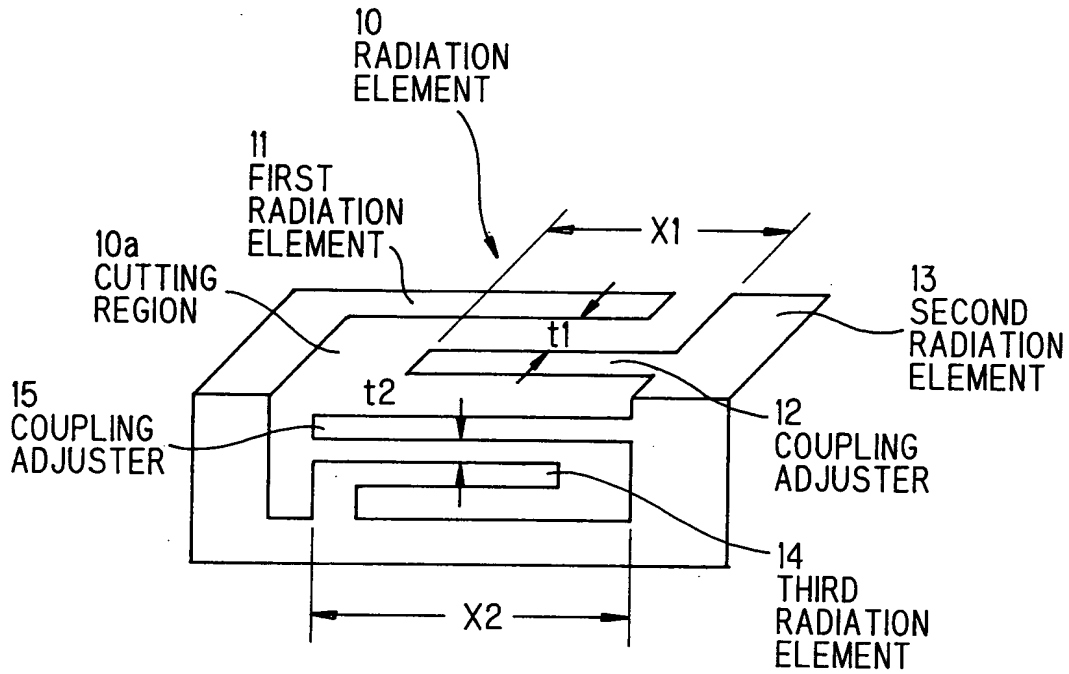 10
RADIATION
ELEMENT
11
FIRST
RADIATION
ELEMENT
10a
CUTTING
REGION
X1
13
SECOND
RADIATION
ELEMENT
t1
t2
15
COUPLING
ADJUSTER
12
COUPLING
ADJUSTER
14
THIRD
RADIATION
ELEMENT
X2